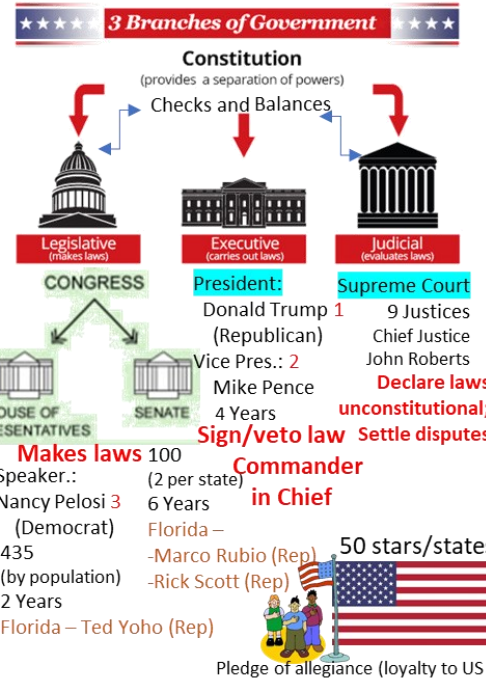 3 Branches of Government
Constitution
(provides a separation of powers)
Checks and Balances
Legislative
(makes laws)
Executive
(carries out laws)
Judicial
(evaluates laws)
CONGRESS
OUSE OF
ESENTATIVES
SENATE
Makes laws
Speaker.:
Nancy Pelosi 3
(Democrat)
435
(by population)
2 Years
Florida – Ted Yoho (Rep)
100
(2 per state)
6 Years
Florida –
-Marco Rubio (Rep)
-Rick Scott (Rep)
President:
Donald Trump 1
(Republican)
Vice Pres.: 2
Mike Pence
4 Years
Sign/veto law
Commander
in Chief
Supreme Court
9 Justices
Chief Justice
John Roberts
Declare laws
unconstitutional;
Settle disputes
50 stars/states
Pledge of allegiance (loyalty to US